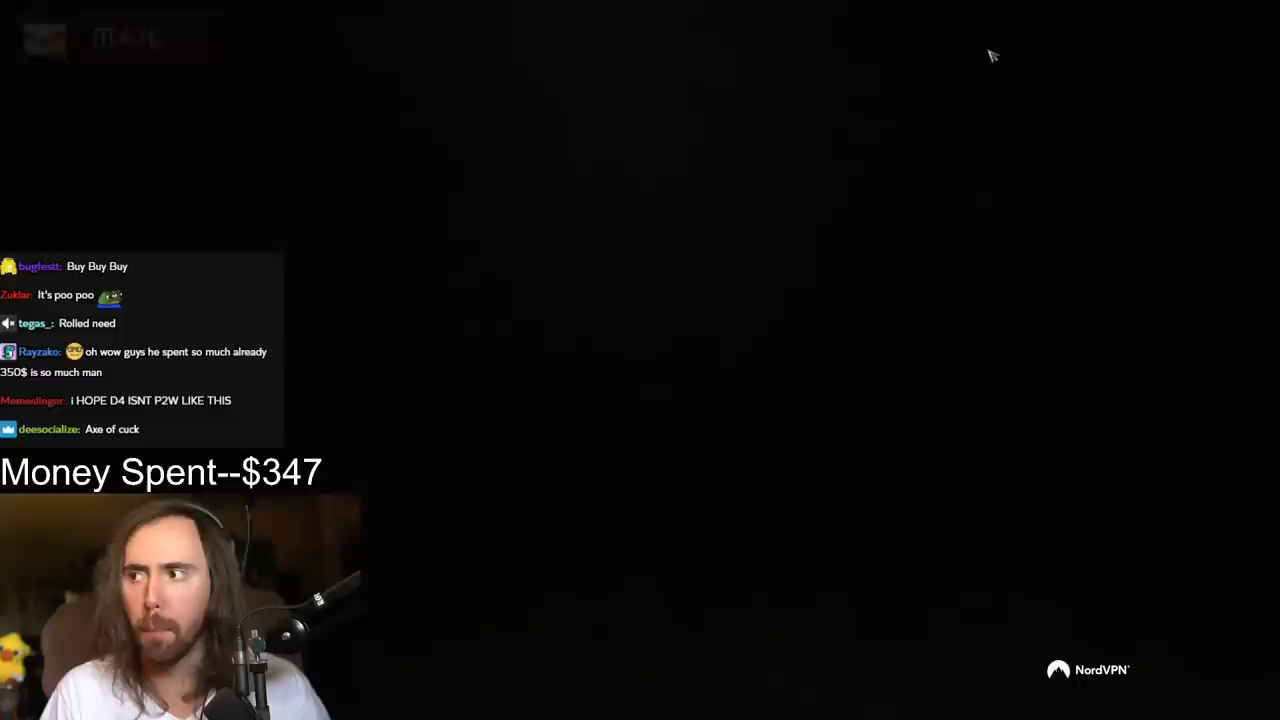 MAIL
bugfestt: Buy Buy Buy
Zuklar: It's poo poo
tegas_: Rolled need
Rayzako: oh wow guys he spent so much already
350$ is so much man
Memeslinger: i HOPE D4 ISNT P2W LIKE THIS
deesocialize: Axe of cuck
Money Spent--$347
NordVPN